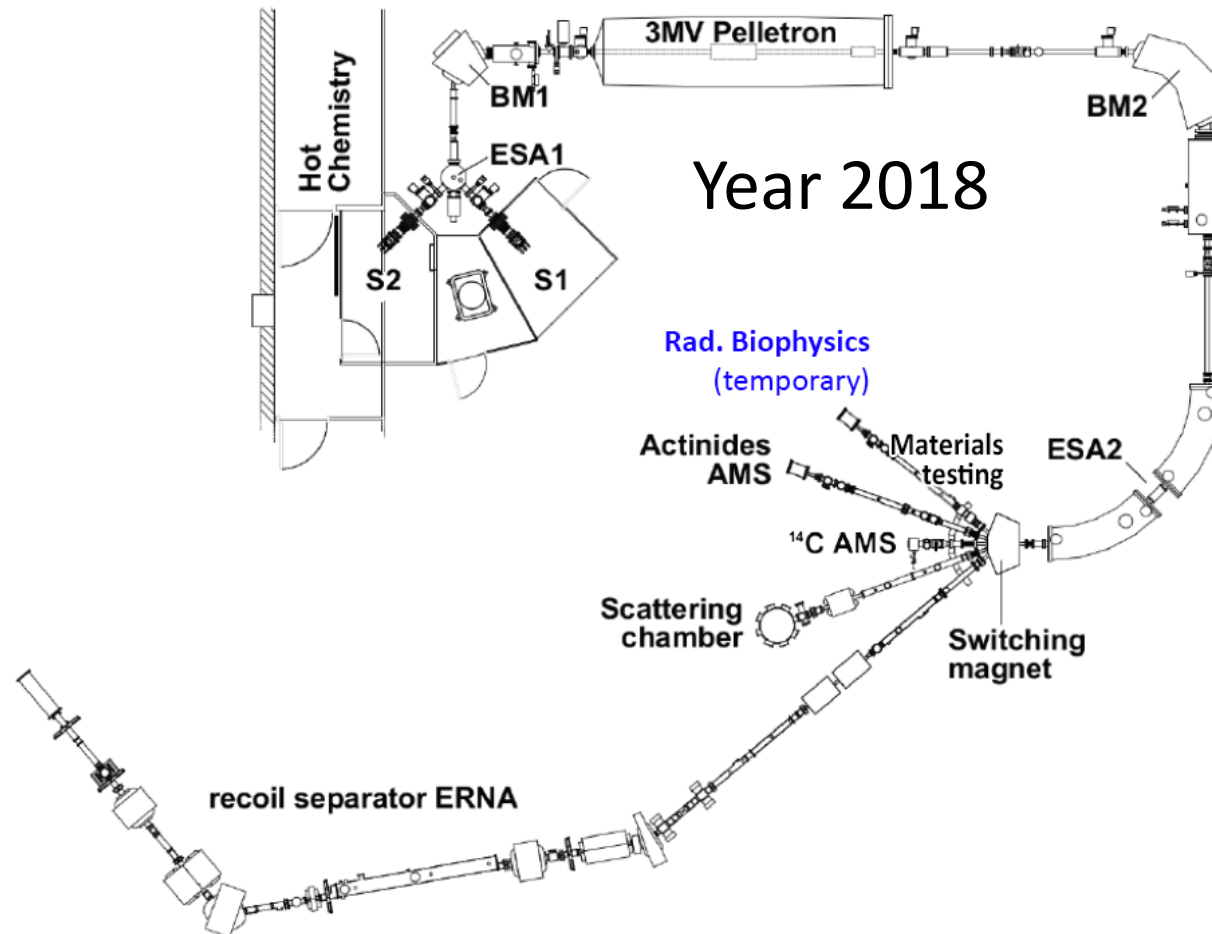 3MV Pelletron
BM1
BM2
Hot
Chemistry
ESA1
Year 2018
S2
S1
Rad. Biophysics
(temporary)
Actinides
AMS
Materials
testing
ESA2
¹⁴C AMS
Scattering
chamber
Switching
magnet
recoil separator ERNA